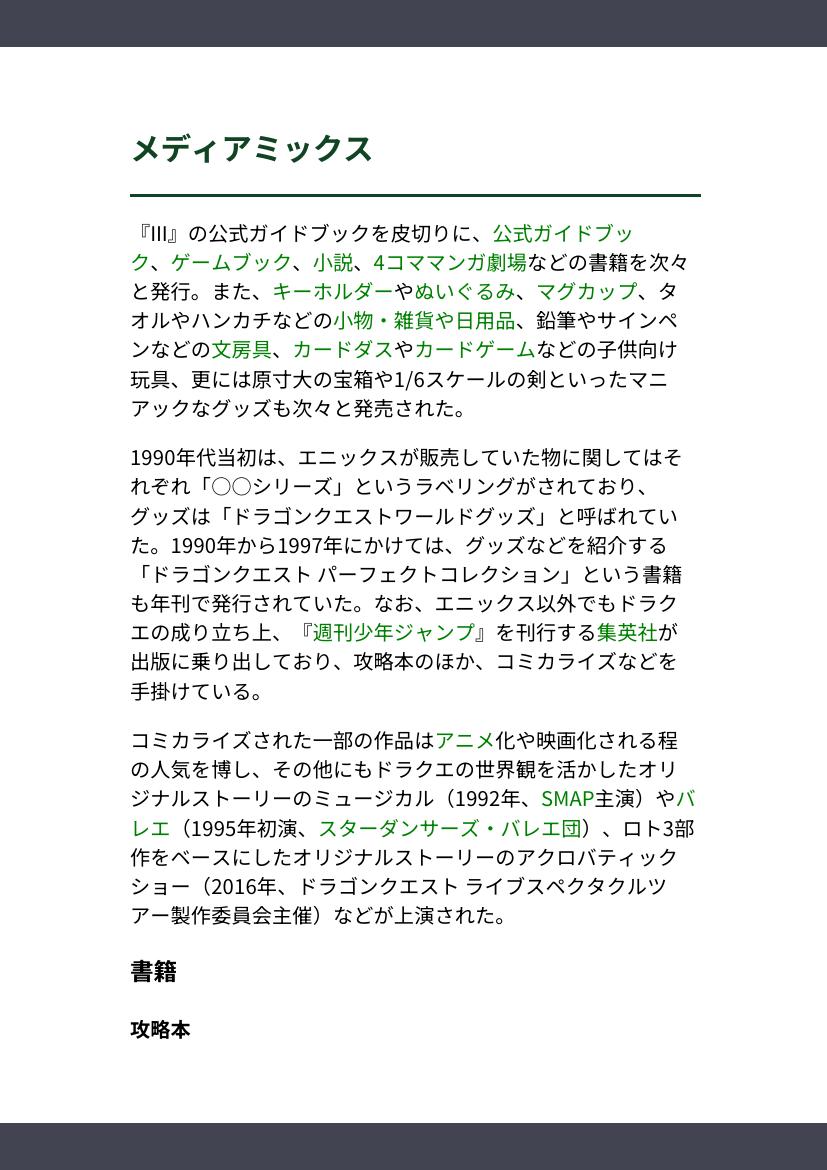 メディアミックス
『III』の公式ガイドブックを皮切りに、公式ガイドブッ
ク、ゲームブック、小説、4コママンガ劇場などの書籍を次々
と発行。また、キーホルダーやぬいぐるみ、マグカップ、タ
オルやハンカチなどの小物・雑貨や日用品、鉛筆やサインペ
ンなどの文房具、カードダスやカードゲームなどの子供向け
玩具、更には原寸大の宝箱や1/6スケールの剣といったマニ
アックなグッズも次々と発売された。
1990年代当初は、エニックスが販売していた物に関してはそ
れぞれ「○○シリーズ」というラベリングがされており、
グッズは「ドラゴンクエストワールドグッズ」と呼ばれてい
た。1990年から1997年にかけては、グッズなどを紹介する
「ドラゴンクエスト パーフェクトコレクション」という書籍
も年刊で発行されていた。なお、エニックス以外でもドラク
エの成り立ち上、『週刊少年ジャンプ』を刊行する集英社が
出版に乗り出しており、攻略本のほか、コミカライズなどを
手掛けている。
コミカライズされた一部の作品はアニメ化や映画化される程
の人気を博し、その他にもドラクエの世界観を活かしたオリ
ジナルストーリーのミュージカル（1992年、SMAP主演）やバ
レエ（1995年初演、スターダンサーズ・バレエ団）、ロト3部
作をベースにしたオリジナルストーリーのアクロバティック
ショー（2016年、ドラゴンクエスト ライブスペクタクルツ
アー製作委員会主催）などが上演された。
書籍
攻略本